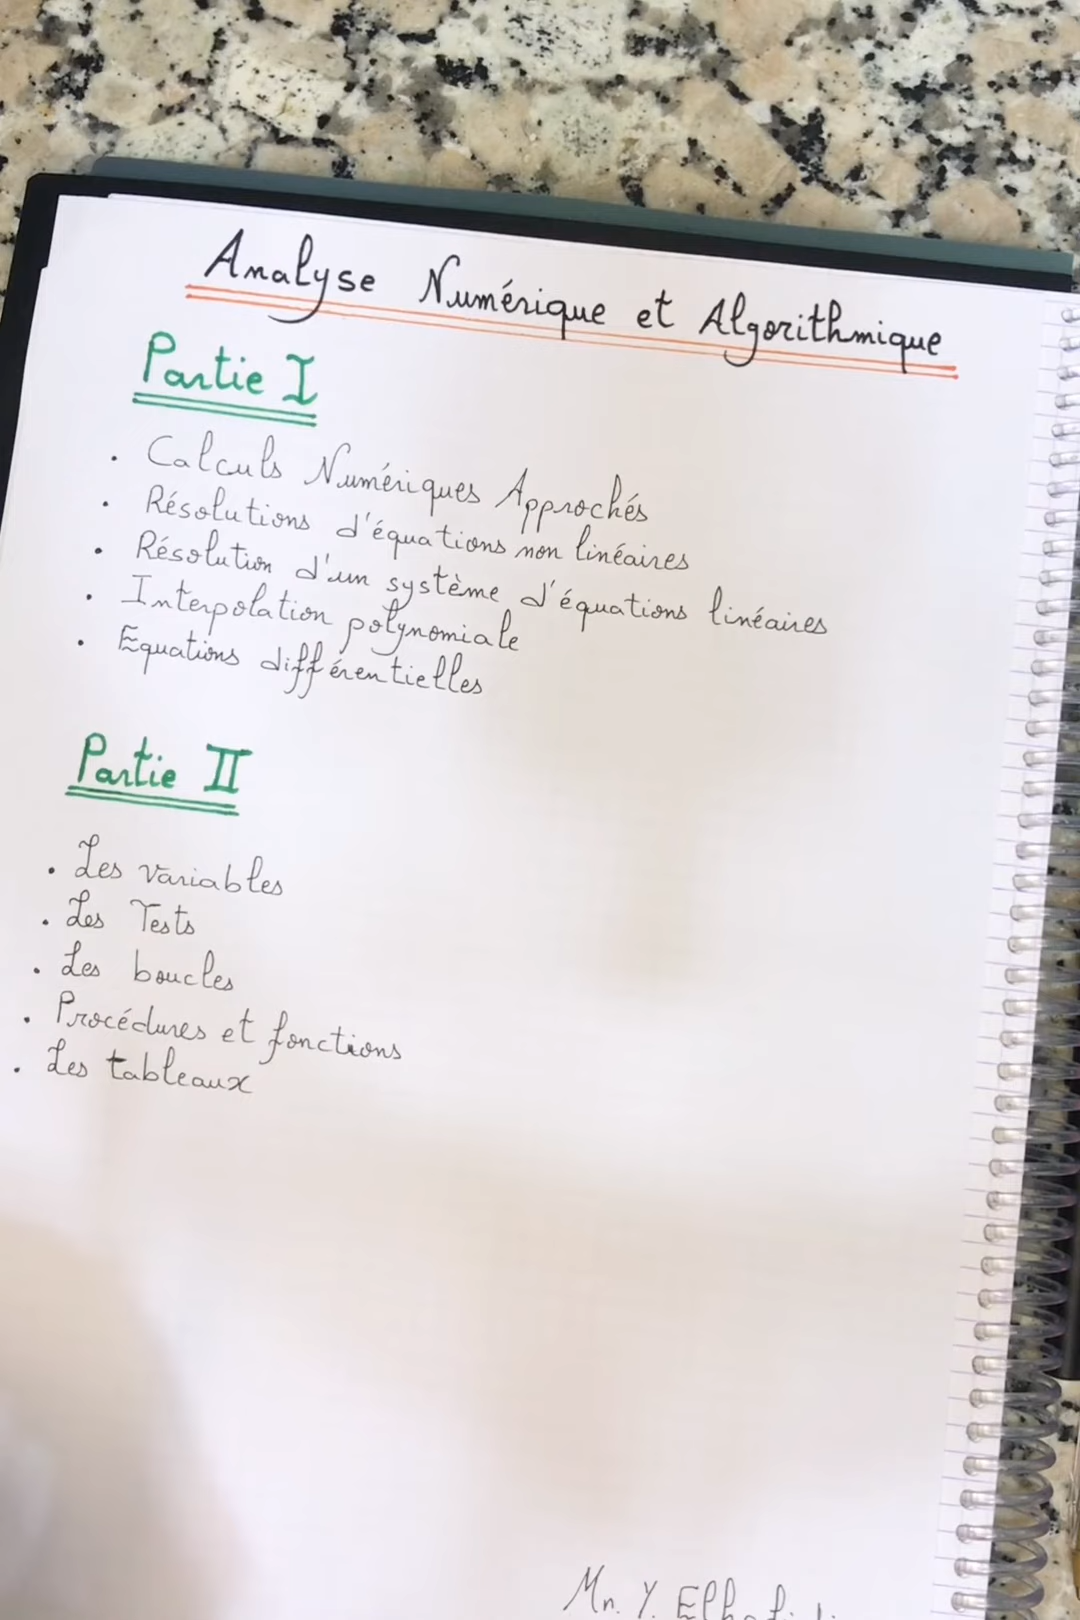 Analyse Numérique et Algorithmique
Partie I
. Calculs Numériques Approchés
. Résolutions d'équations non linéaires
. Résolution d'un système d'équations linéaires
. Interpolation polynomiale
. Equations différentielles
Partie II
. Les variables
. Les Tests
. Les boucles
. Procédures et fonctions
. Les tableaux
Mr. Y.